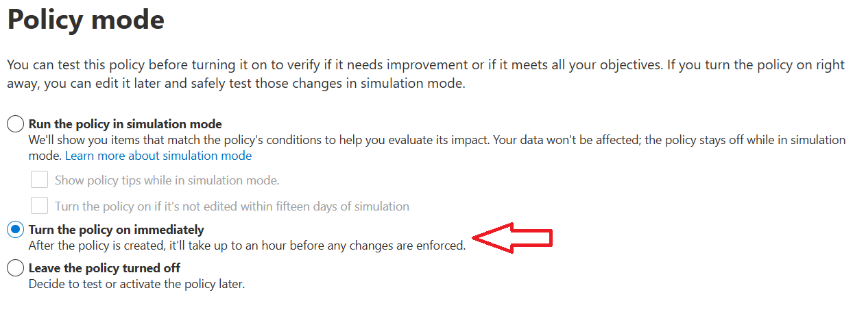 Policy mode
You can test this policy before turning it on to verify if it needs improvement or if it meets all your objectives. If you turn the policy on right
away, you can edit it later and safely test those changes in simulation mode.
Run the policy in simulation mode
We'll show you items that match the policy's conditions to help you evaluate its impact. Your data won't be affected; the policy stays off while in simulation
mode. Learn more about simulation mode
Show policy tips while in simulation mode.
Turn the policy on if it's not edited within fifteen days of simulation
Turn the policy on immediately
After the policy is created, it'll take up to an hour before any changes are enforced.
Leave the policy turned off
Decide to test or activate the policy later.